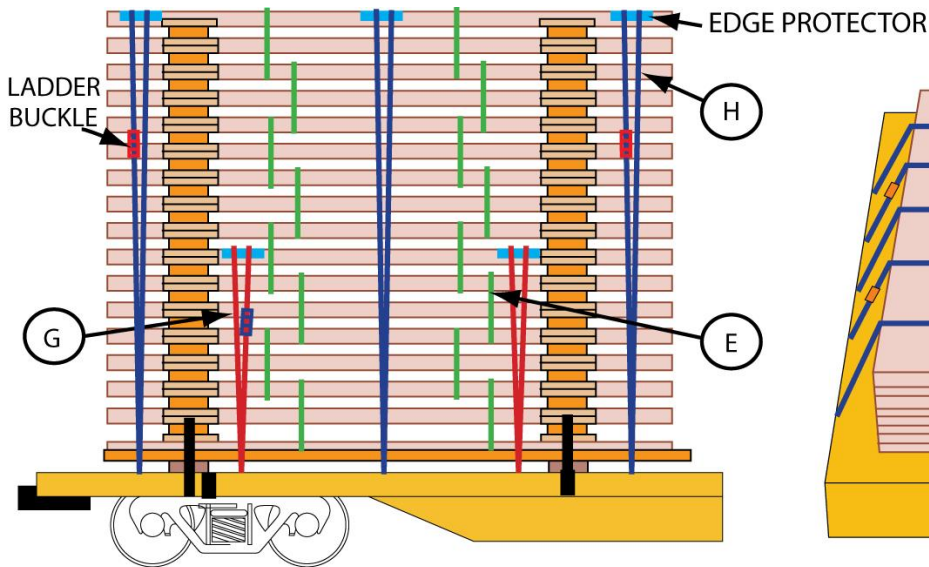 EDGE PROTECTOR
LADDER
BUCKLE
H
G
E